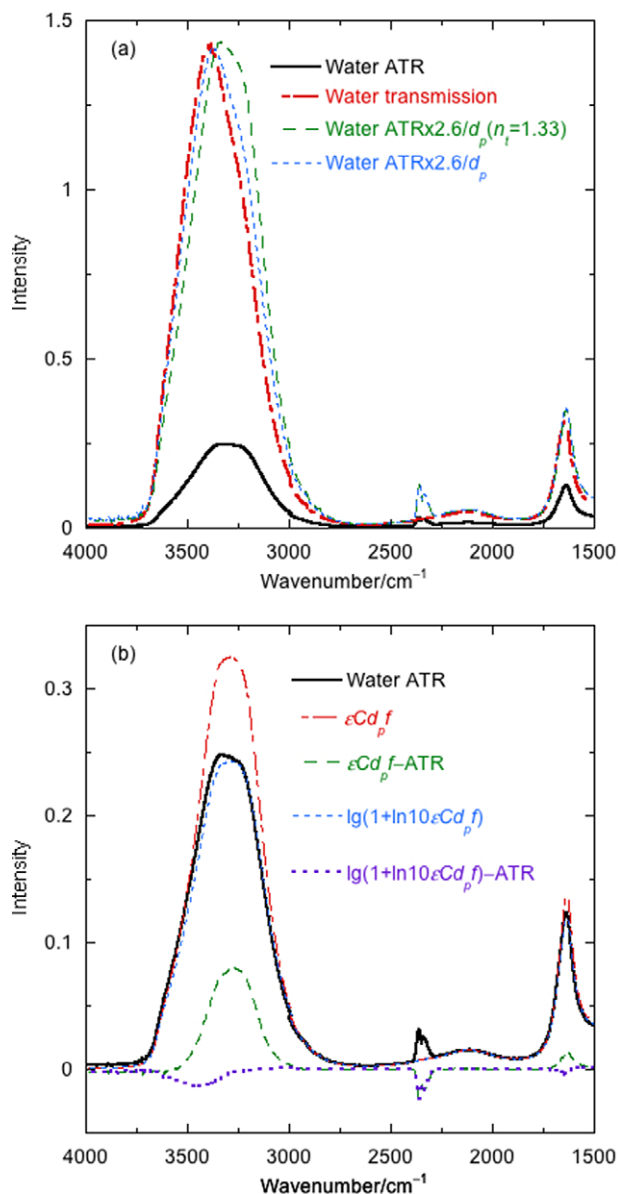 (a)
1.5
1
0.5
0
Intensity
Water ATR
Water transmission
Water ATRx2.6/dₚ(nₜ=1.33)
Water ATRx2.6/dₚ
4000 3500 3000 2500 2000 1500
Wavenumber/cm⁻¹
(b)
0.3
0.2
0.1
0
Intensity
Water ATR
εCdₚf
εCdₚf–ATR
lg(1+ln10εCdₚf)
lg(1+ln10εCdₚf)–ATR
4000 3500 3000 2500 2000 1500
Wavenumber/cm⁻¹